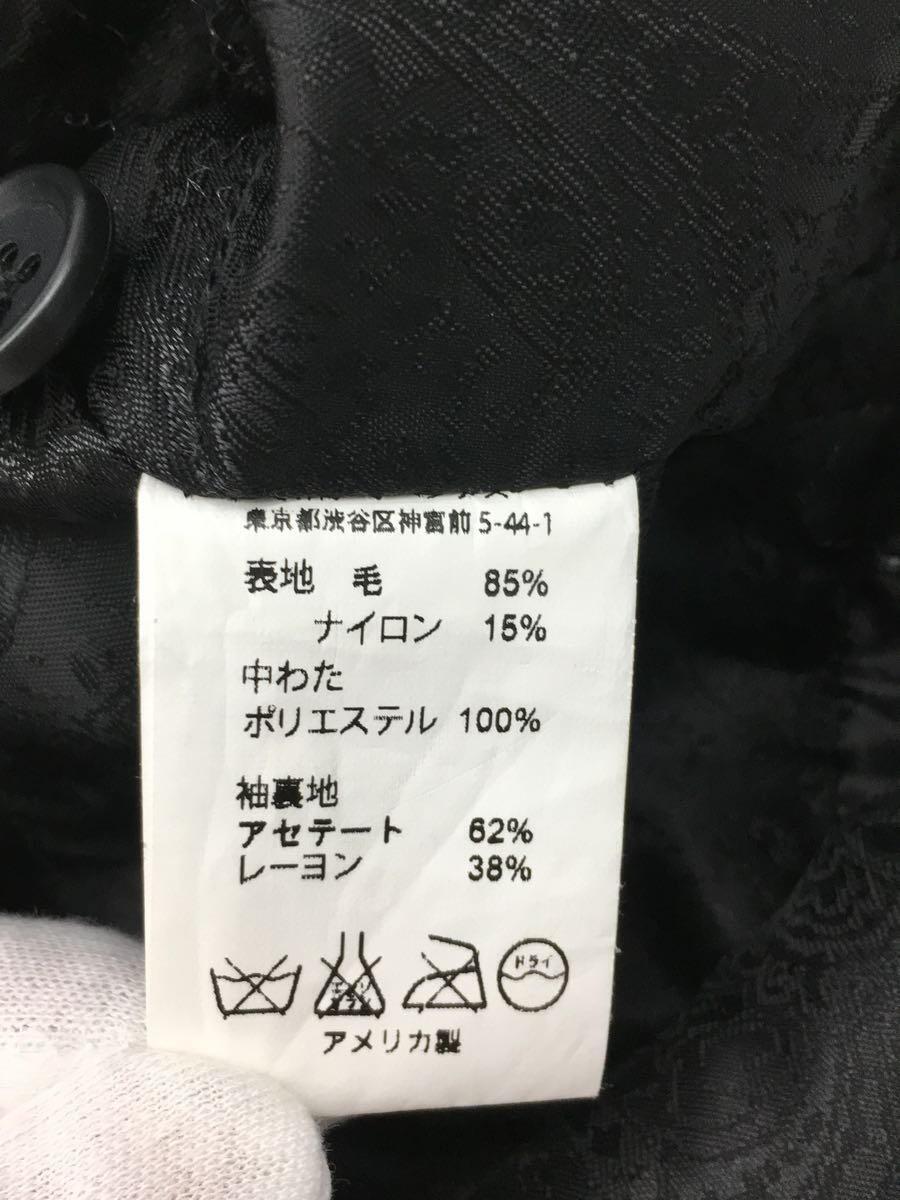 東京都渋谷区神宮前 5-44-1
表地 毛 85%
ナイロン 15%
中わた
ポリエステル 100%
袖裏地
アセテート 62%
レーヨン 38%
ドライ
アメリカ製